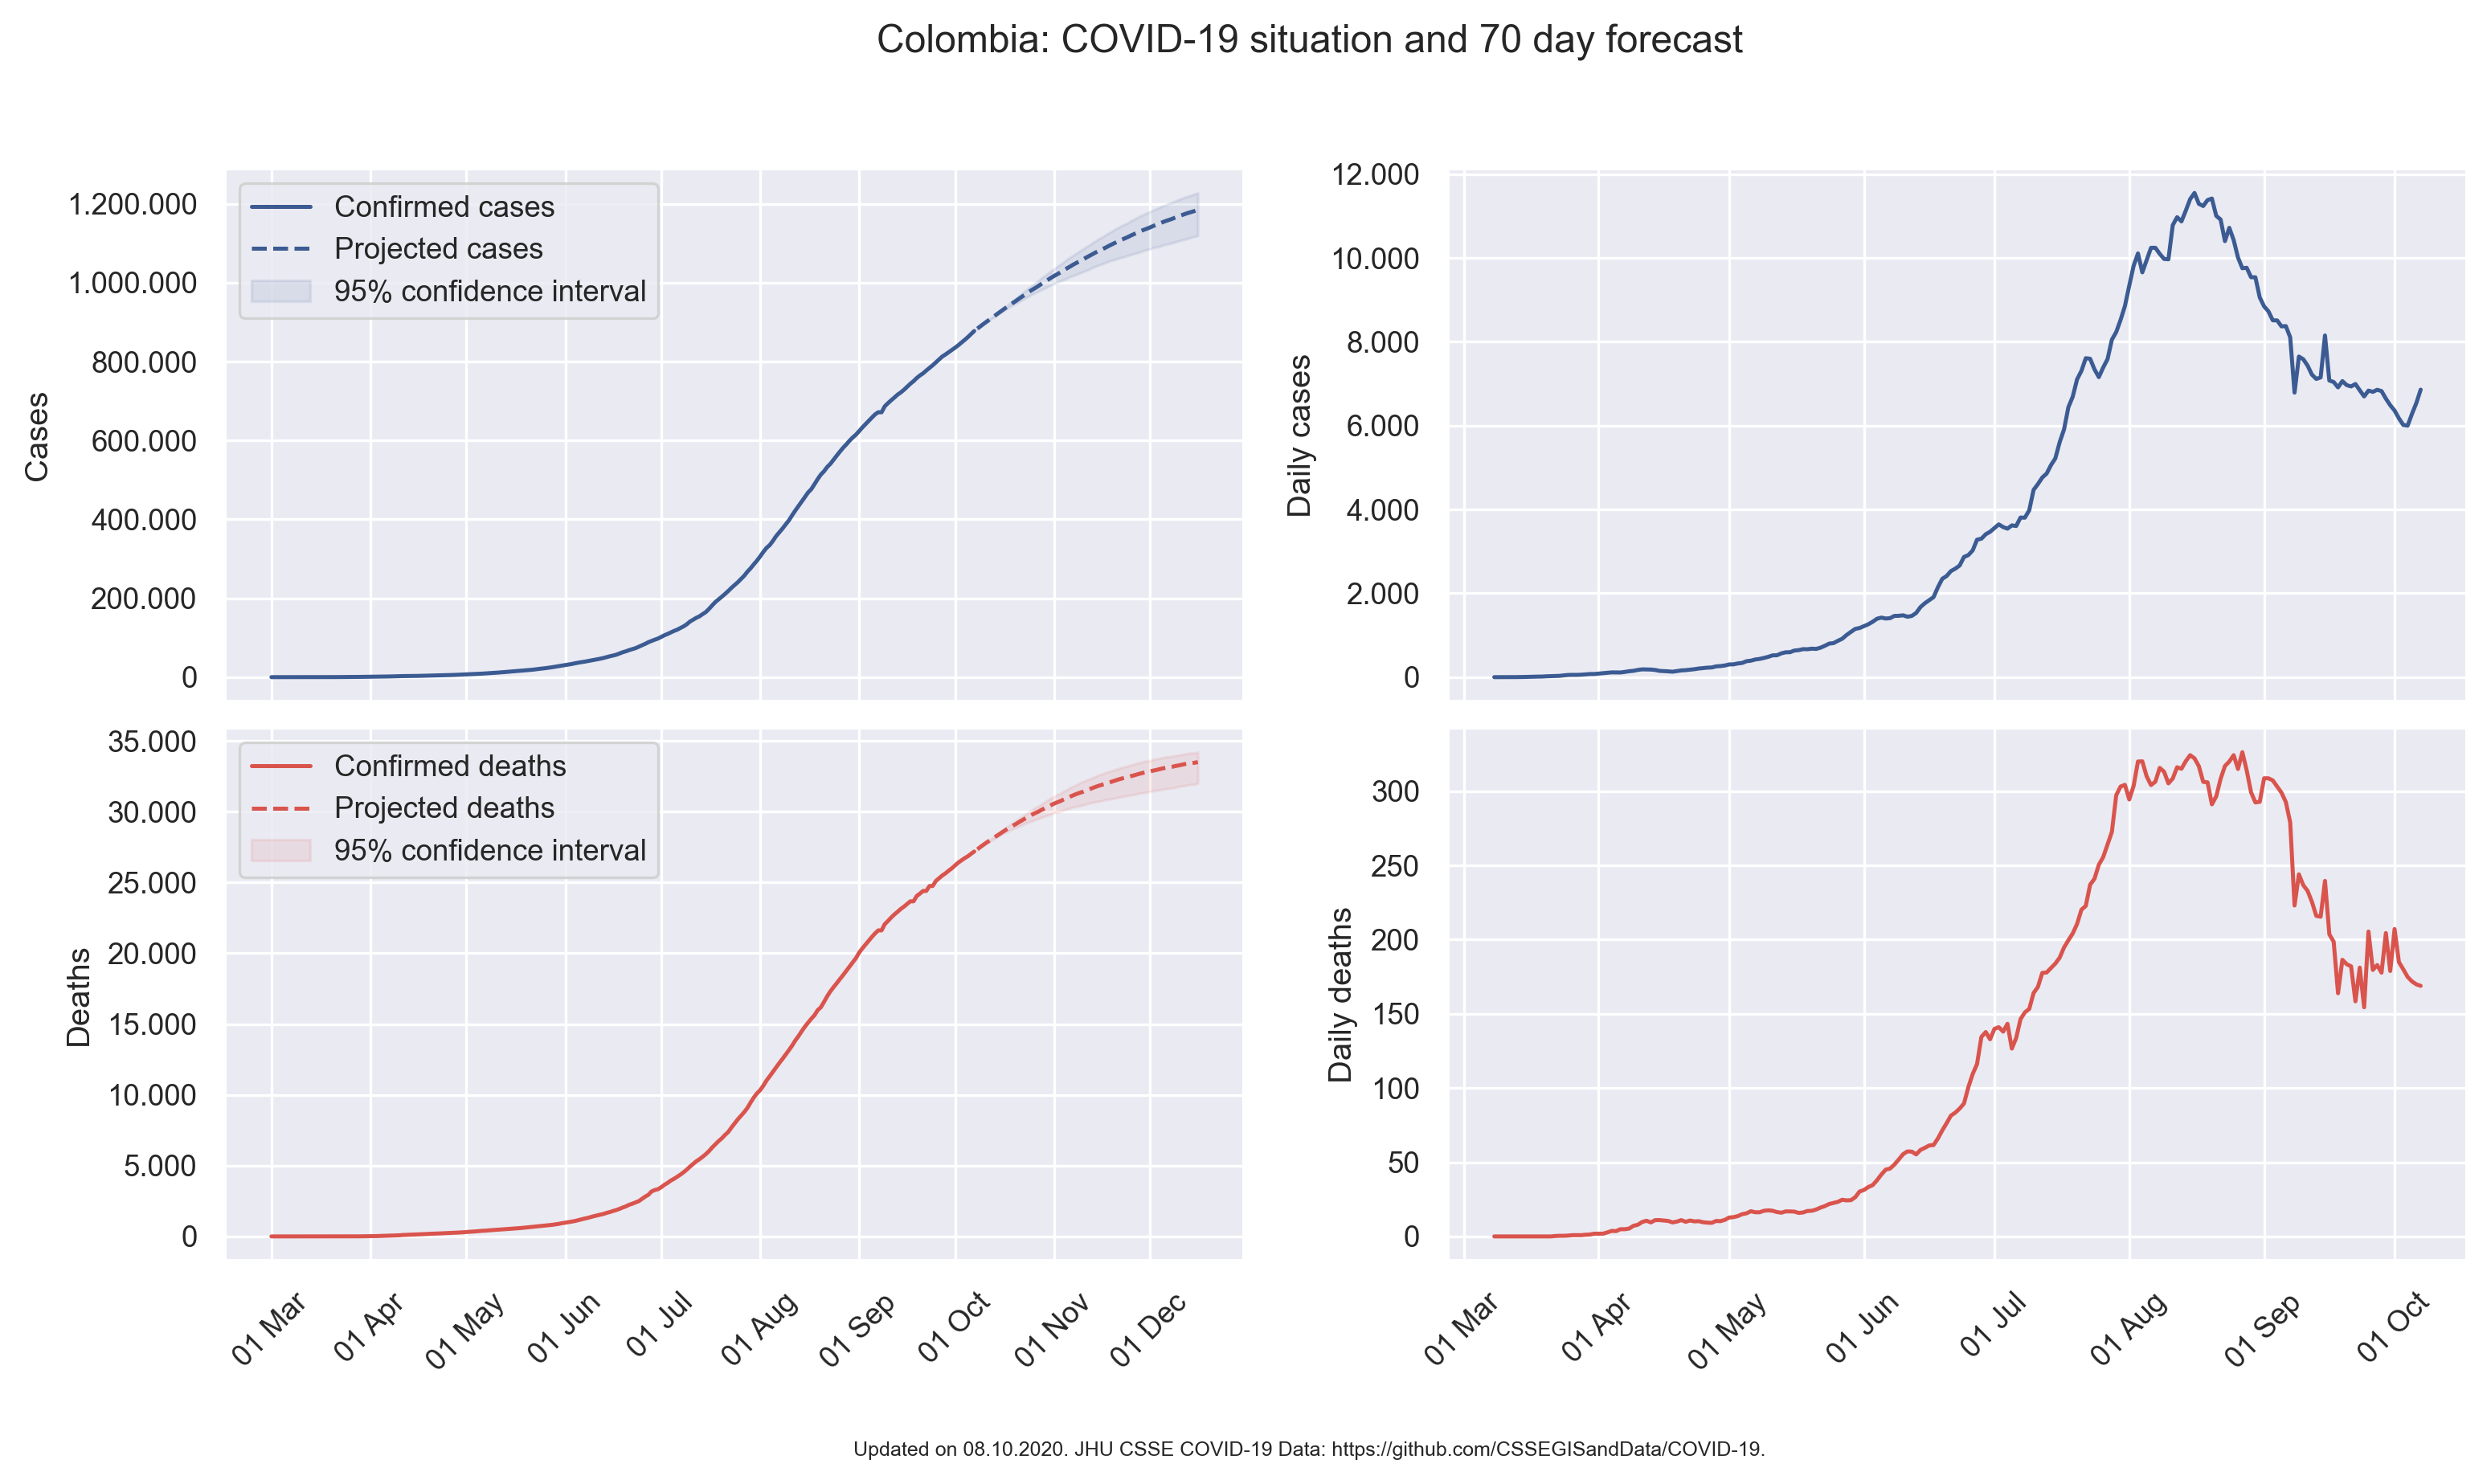 Colombia: COVID-19 situation and 70 day forecast
1.200.000
1.000.000
800.000
600.000
400.000
200.000
0
Cases
Confirmed cases
Projected cases
95% confidence interval
12.000
10.000
8.000
6.000
4.000
2.000
0
Daily cases
35.000
30.000
25.000
20.000
15.000
10.000
5.000
0
Deaths
Confirmed deaths
Projected deaths
95% confidence interval
01 Mar
01 Apr
01 May
01 Jun
01 Jul
01 Aug
01 Sep
01 Oct
01 Nov
01 Dec
300
250
200
150
100
50
0
Daily deaths
01 Mar
01 Apr
01 May
01 Jun
01 Jul
01 Aug
01 Sep
01 Oct
Updated on 08.10.2020. JHU CSSE COVID-19 Data: https://github.com/CSSEGISandData/COVID-19.